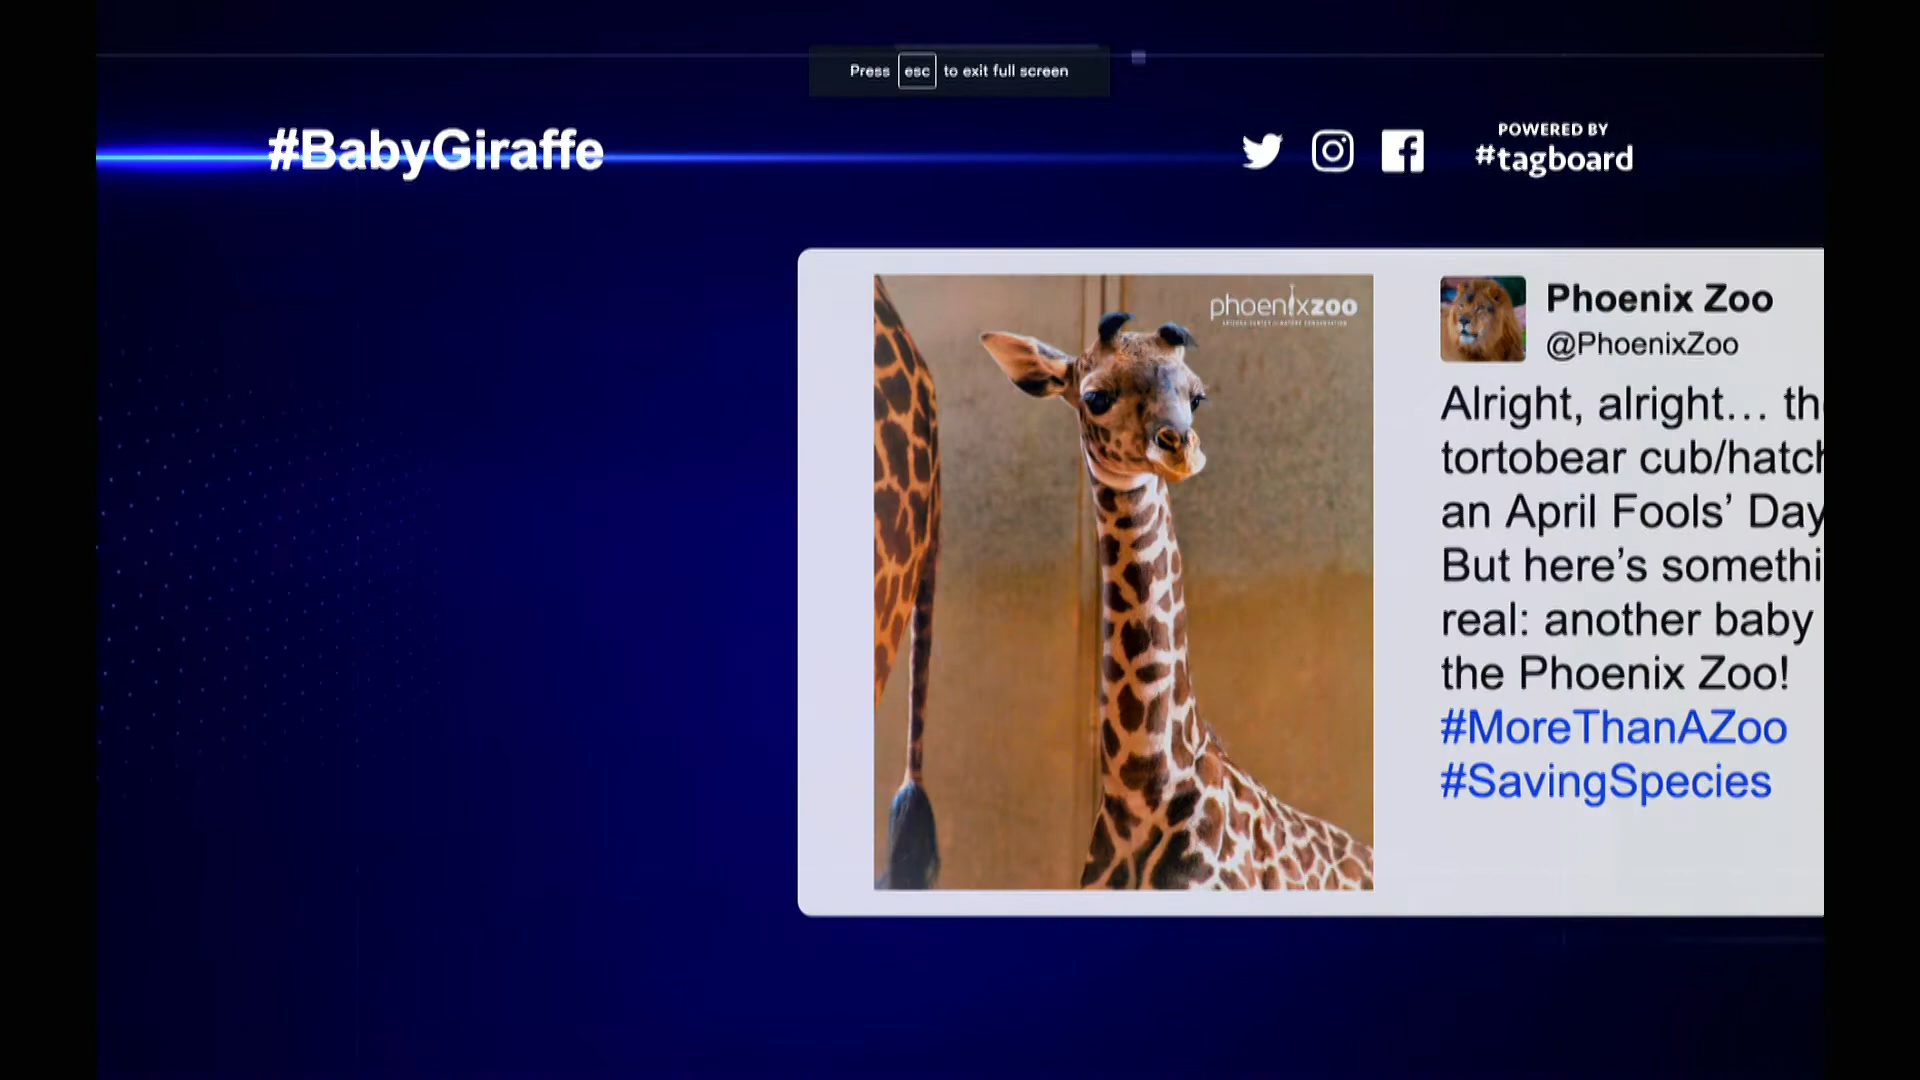 Press esc to exit full screen
#BabyGiraffe
POWERED BY
#tagboard
phoenixzoo
Phoenix Zoo
@PhoenixZoo
Alright, alright… th
tortobear cub/hatch
an April Fools’ Day
But here’s somethi
real: another baby
the Phoenix Zoo!
#MoreThanAZoo
#SavingSpecies